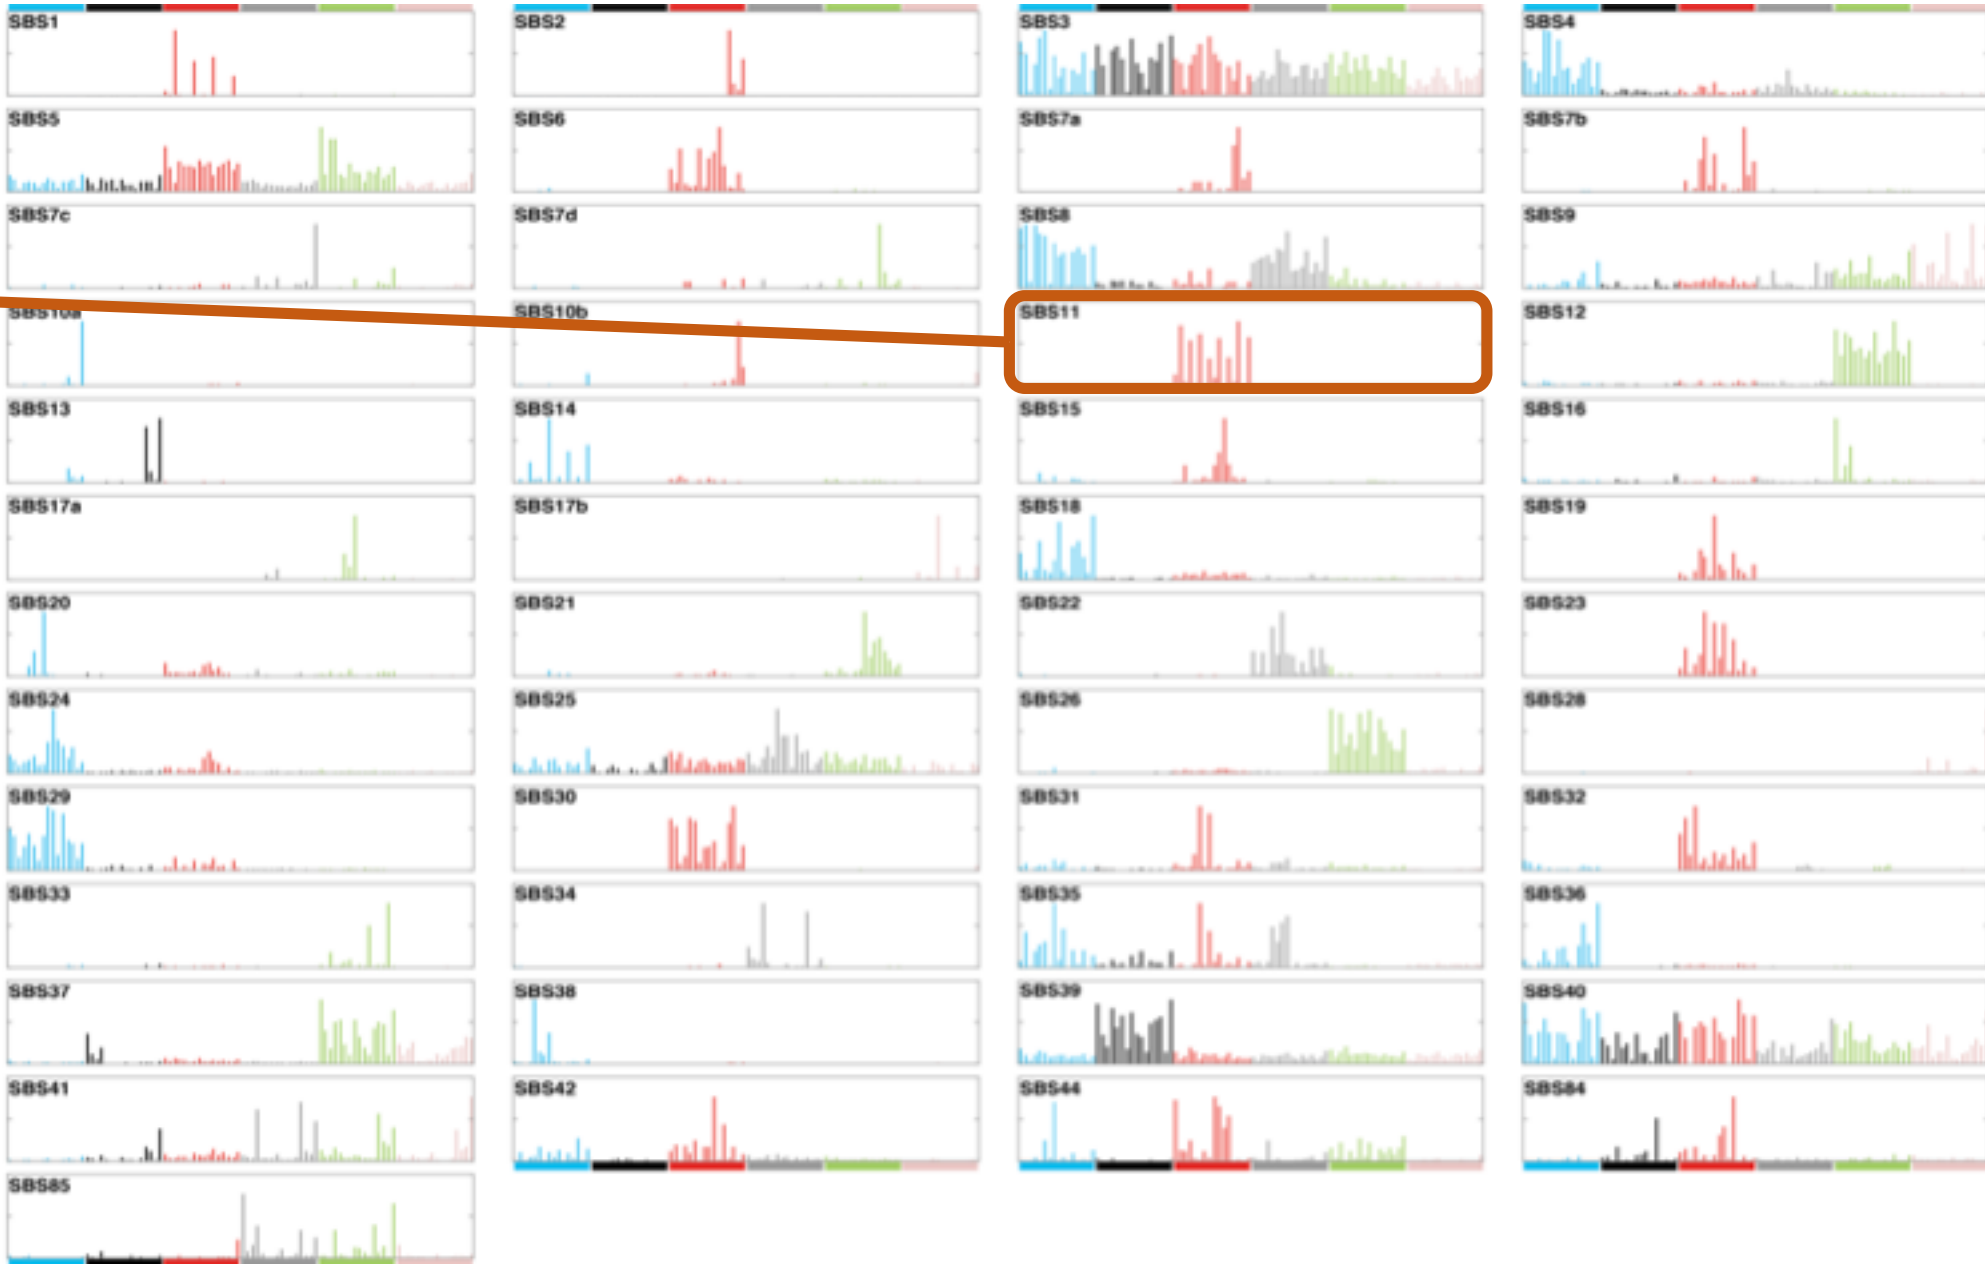 SBS1 SBS2 SBS3 SBS4
SBS5 SBS6 SBS7a SBS7b
SBS7c SBS7d SBS8 SBS9
SBS10a SBS10b SBS11 SBS12
SBS13 SBS14 SBS15 SBS16
SBS17a SBS17b SBS18 SBS19
SBS20 SBS21 SBS22 SBS23
SBS24 SBS25 SBS26 SBS28
SBS29 SBS30 SBS31 SBS32
SBS33 SBS34 SBS35 SBS36
SBS37 SBS38 SBS39 SBS40
SBS41 SBS42 SBS44 SBS84
SBS85